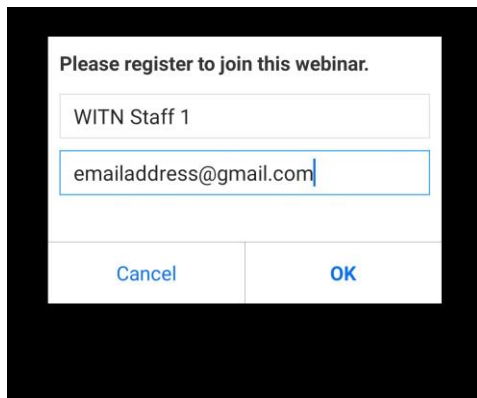 Please register to join this webinar.
WITN Staff 1
emailaddress@gmail.com
Cancel
OK